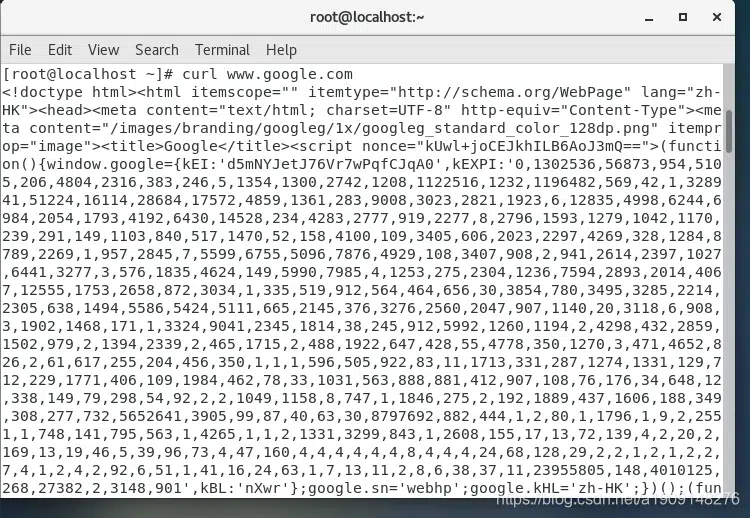 root@localhost:~
File Edit View Search Terminal Help
[root@localhost ~]# curl www.google.com
<!doctype html><html itemscope="" itemtype="http://schema.org/WebPage" lang="zh-
HK"><head><meta content="text/html; charset=UTF-8" http-equiv="Content-Type"><me
ta content="/images/branding/googleg/1x/googleg_standard_color_128dp.png" itempr
op="image"><title>Google</title><script nonce="kUwl+joCEJkhILB6AoJ3mQ==">(functi
on(){window.google={kEI:'d5mNYJetJ76Vr7wPqfCJqA0',kEXPI:'0,1302536,56873,954,510
5,206,4804,2316,383,246,5,1354,1300,2742,1208,1122516,1232,1196482,569,42,1,3289
41,51224,16114,28684,17572,4859,1361,283,9008,3023,2821,1923,6,12835,4998,6244,6
984,2054,1793,4192,6430,14528,234,4283,2777,919,2277,8,2796,1593,1279,1042,1170,
239,291,149,1103,840,517,1470,52,158,4100,109,3405,606,2023,2297,4269,328,1284,8
789,2269,1,957,2845,7,5599,6755,5096,7876,4929,108,3407,908,2,941,2614,2397,1027
,6441,3277,3,576,1835,4624,149,5990,7985,4,1253,275,2304,1236,7594,2893,2014,406
7,12555,1753,2658,872,3034,1,335,519,912,564,464,656,30,3854,780,3495,3285,2214,
2305,638,1494,5586,5424,5111,665,2145,376,3276,2560,2047,907,1140,20,3118,6,908,
3,1902,1468,171,1,3324,9041,2345,1814,38,245,912,5992,1260,1194,2,4298,432,2859,
1502,979,2,1394,2339,2,465,1715,2,488,1922,647,428,55,4778,350,1270,3,471,4652,8
26,2,61,617,255,204,456,350,1,1,1,596,505,922,83,11,1713,331,287,1274,1331,129,7
12,229,1771,406,109,1984,462,78,33,1031,563,888,881,412,907,108,76,176,34,648,12
,338,149,79,298,54,92,2,2,1049,1158,8,747,1,1846,275,2,192,1889,437,1606,188,349
,308,277,732,5652641,3905,99,87,40,63,30,8797692,882,444,1,2,80,1,1796,1,9,2,255
1,1,748,141,795,563,1,4265,1,1,2,1331,3299,843,1,2608,155,17,13,72,139,4,2,20,2,
169,13,19,46,5,39,96,73,4,47,160,4,4,4,4,4,8,4,4,4,24,68,128,29,2,2,1,2,1,2,2,
7,4,1,2,4,2,92,6,51,1,41,16,24,63,1,7,13,11,2,8,6,38,37,11,23955805,148,4010125,
268,27382,2,3148,901',kBL:'nXwr'};google.sn='webhp';google.kHL='zh-HK';})();(fun
https://blog.csdn.net/a1909148276